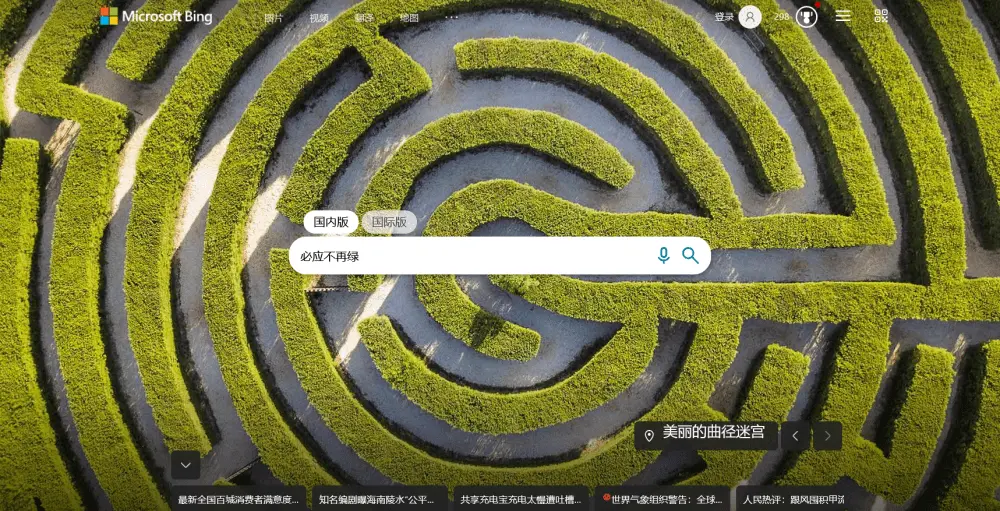 Microsoft Bing
图片
视频
翻译
地图
...
登录
298
国内版
国际版
必应不再绿
美丽的曲径迷宫
最新全国百城消费者满意度...
知名编剧曝海南陵水“公平...
共享充电宝充电太慢遭吐槽...
世界气象组织警告：全球...
人民热评：跟风囤积甲流